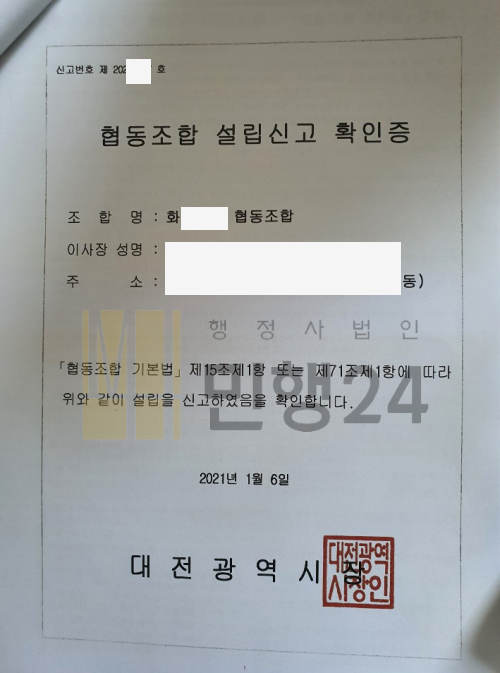 신고번호 제 202 호
협동조합 설립신고 확인증
조 합 명 : 화 협동조합
이사장 성명 :
주 소 : 동)
행정사법인
민행24
「협동조합 기본법」 제15조제1항 또는 제71조제1항에 따라
위와 같이 설립을 신고하였음을 확인합니다.
2021년 1월 6일
대전광역시장
대전광역
시장인